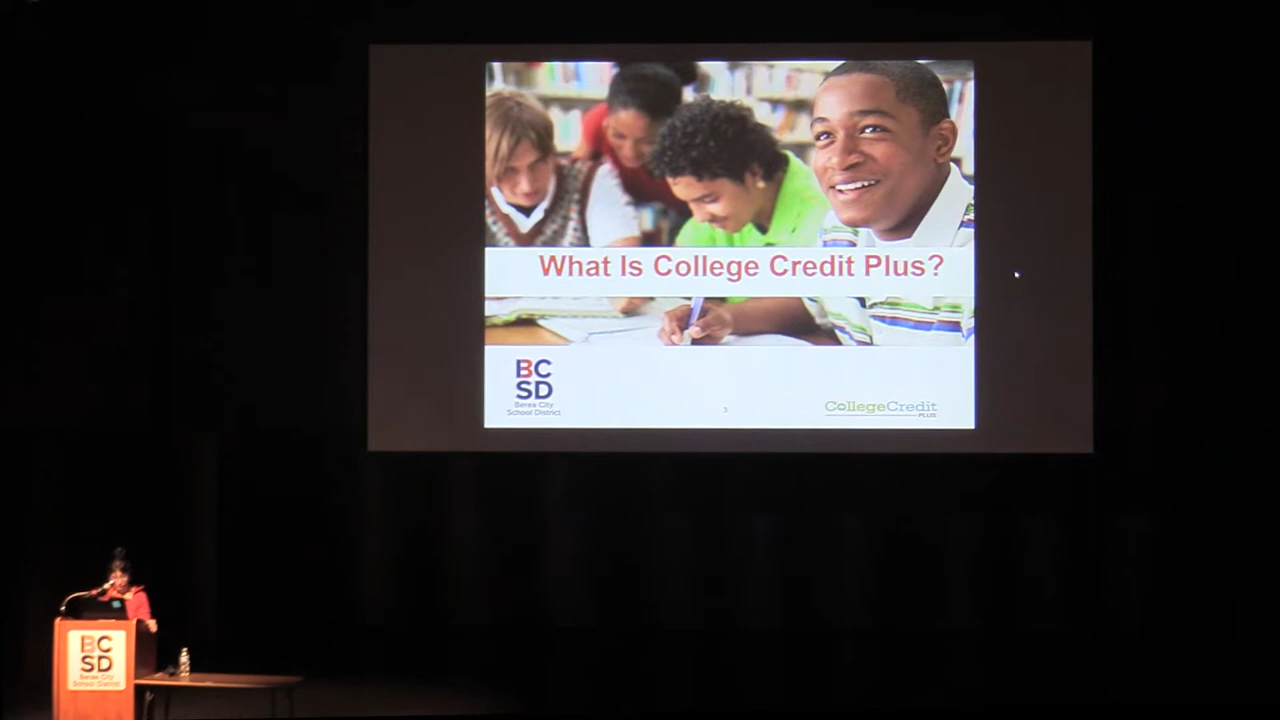 What Is College Credit Plus?
BC
SD
Berea City
School District
3
CollegeCredit
PLUS
BC
SD
Berea City
School District